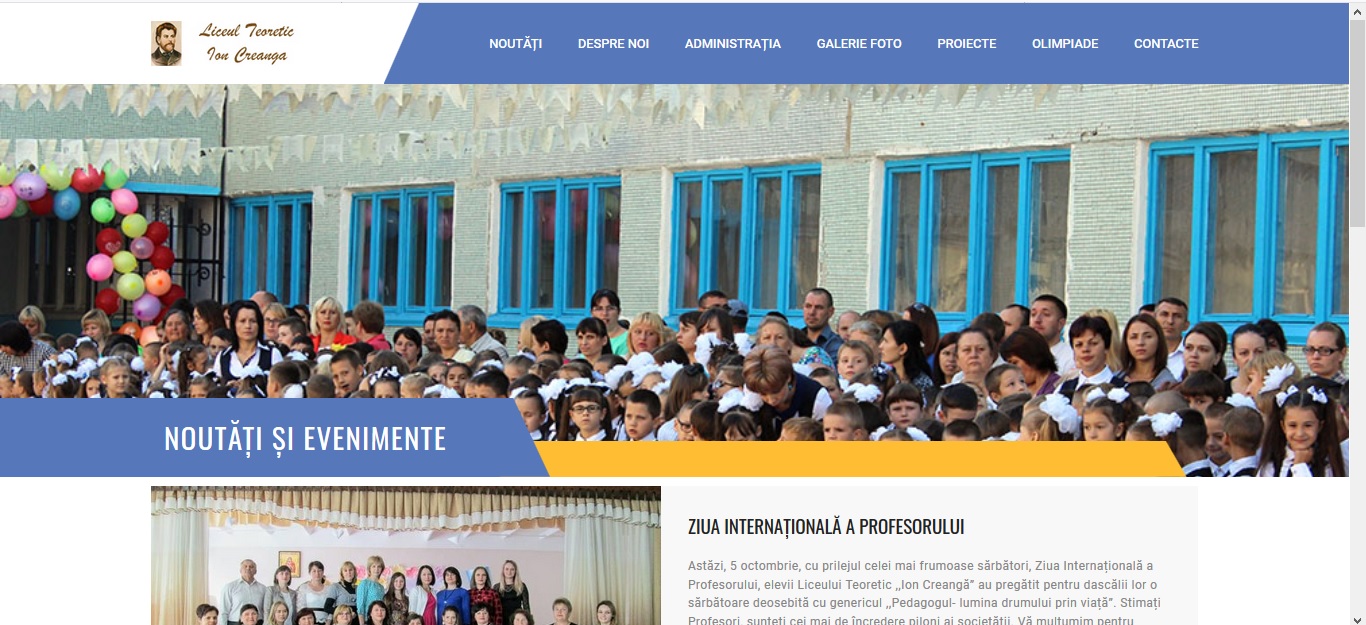 Liceul Teoretic
Ion Creanga
NOUTĂȚI DESPRE NOI ADMINISTRAȚIA GALERIE FOTO PROIECTE OLIMPIADE CONTACTE
NOUTĂȚI ȘI EVENIMENTE
ZIUA INTERNAȚIONALĂ A PROFESORULUI
Astăzi, 5 octombrie, cu prilejul celei mai frumoase sărbători, Ziua Internațională a
Profesorului, elevii Liceului Teoretic ,,Ion Creangă” au pregătit pentru dascălii lor o
sărbătoare deosebită cu genericul ,,Pedagogul- lumina drumului prin viață”. Stimați
Profesori, sunteți cei mai de încredere piloni ai societății. Vă mulțumim pentru